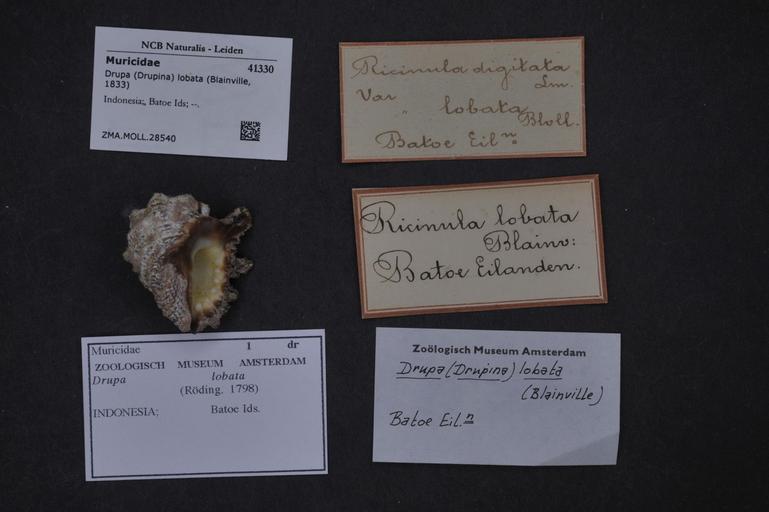 NCB Naturalis - Leiden
Muricidae 41330
Drupa (Drupina) lobata (Blainville,
1833)
Indonesia;, Batoe Ids; --.
ZMA.MOLL.28540
Ricinula digitata
Lm.
Var " lobata
Bloll.
Batoe Eil.n
Ricinula lobata
Blainv:
Batoe Eilanden.
Muricidae 1 dr
ZOOLOGISCH MUSEUM AMSTERDAM
Drupa lobata
(Röding. 1798)
INDONESIA; Batoe Ids.
Zoölogisch Museum Amsterdam
Drupa (Drupina) lobata
(Blainville)
Batoe Eil.n